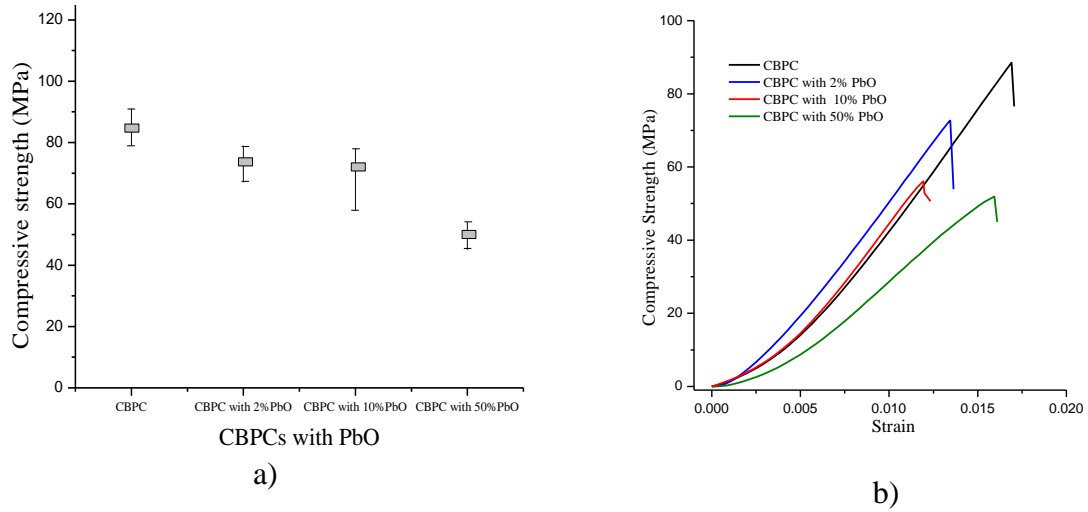 120
100
80
60
40
20
0
Compressive strength (MPa)
CBPC
CBPC with 2%PbO
CBPC with 10%PbO
CBPC with 50%PbO
CBPCs with PbO
a)
100
80
60
40
20
0
Compressive Strength (MPa)
CBPC
CBPC with 2% PbO
CBPC with  10% PbO
CBPC with 50% PbO
0.000
0.005
0.010
0.015
0.020
Strain
b)